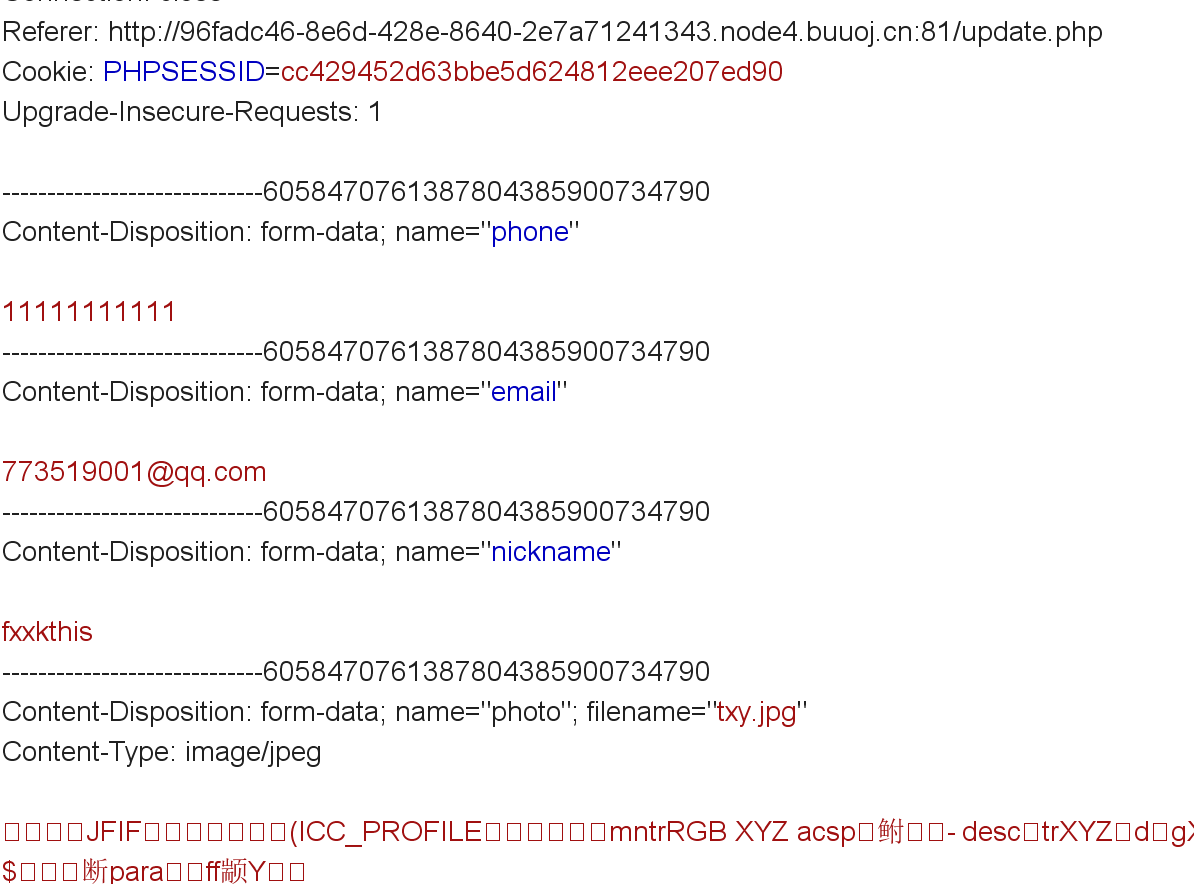 Referer: http://96fadc46-8e6d-428e-8640-2e7a71241343.node4.buuoj.cn:81/update.php
Cookie: PHPSESSID=cc429452d63bbe5d624812eee207ed90
Upgrade-Insecure-Requests: 1
-----------------------------6058470761387804385900734790
Content-Disposition: form-data; name="phone"
11111111111
-----------------------------6058470761387804385900734790
Content-Disposition: form-data; name="email"
773519001@qq.com
-----------------------------6058470761387804385900734790
Content-Disposition: form-data; name="nickname"
fxxkthis
-----------------------------6058470761387804385900734790
Content-Disposition: form-data; name="photo"; filename="txy.jpg"
Content-Type: image/jpeg
□□□□JFIF□□□□□□□(ICC_PROFILE□□□□□□mntrRGB XYZ acsp□鲋□□- desc□trXYZ□d□gX
$□□□断para□□ff颛Y□□